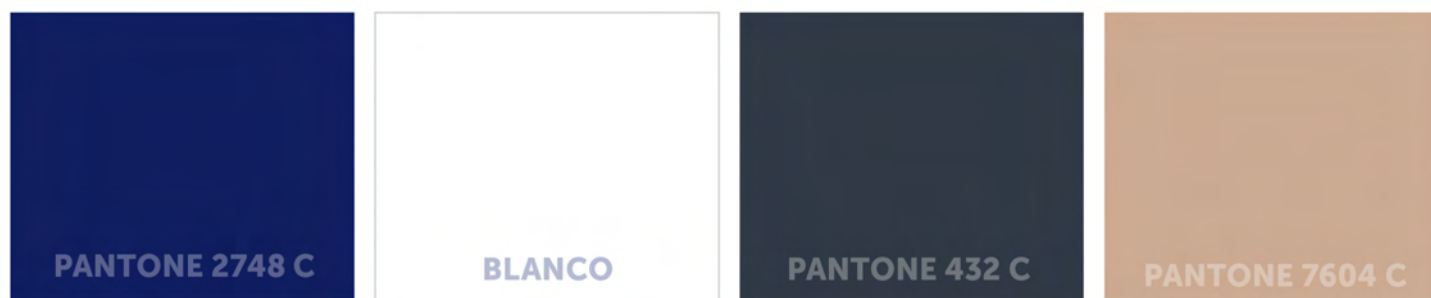 PANTONE 2748 C
BLANCO
PANTONE 432 C
PANTONE 7604 C